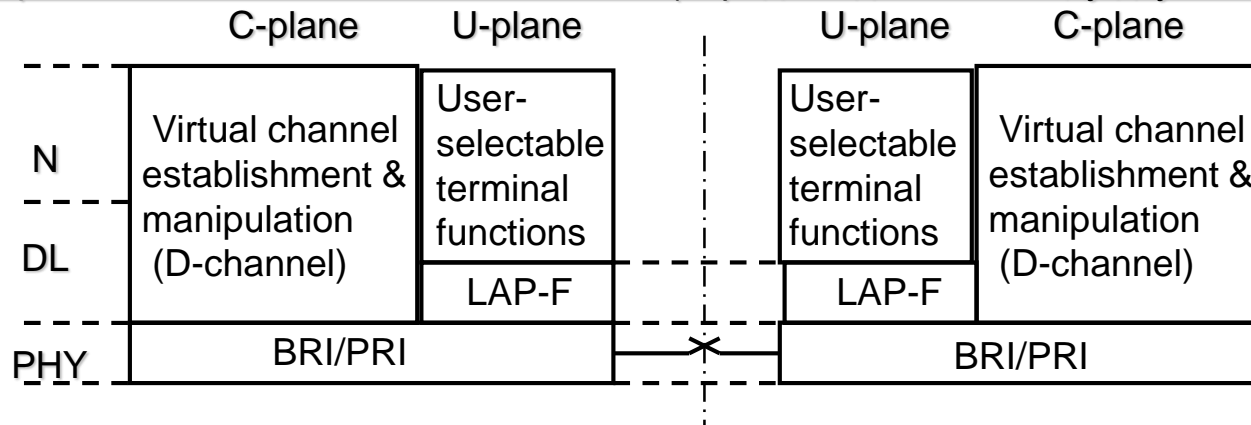 C-plane U-plane U-plane C-plane
N
DL
PHY
Virtual channel
establishment &
manipulation
(D-channel)
User-
selectable
terminal
functions
LAP-F
BRI/PRI
User-
selectable
terminal
functions
LAP-F
Virtual channel
establishment &
manipulation
(D-channel)
BRI/PRI